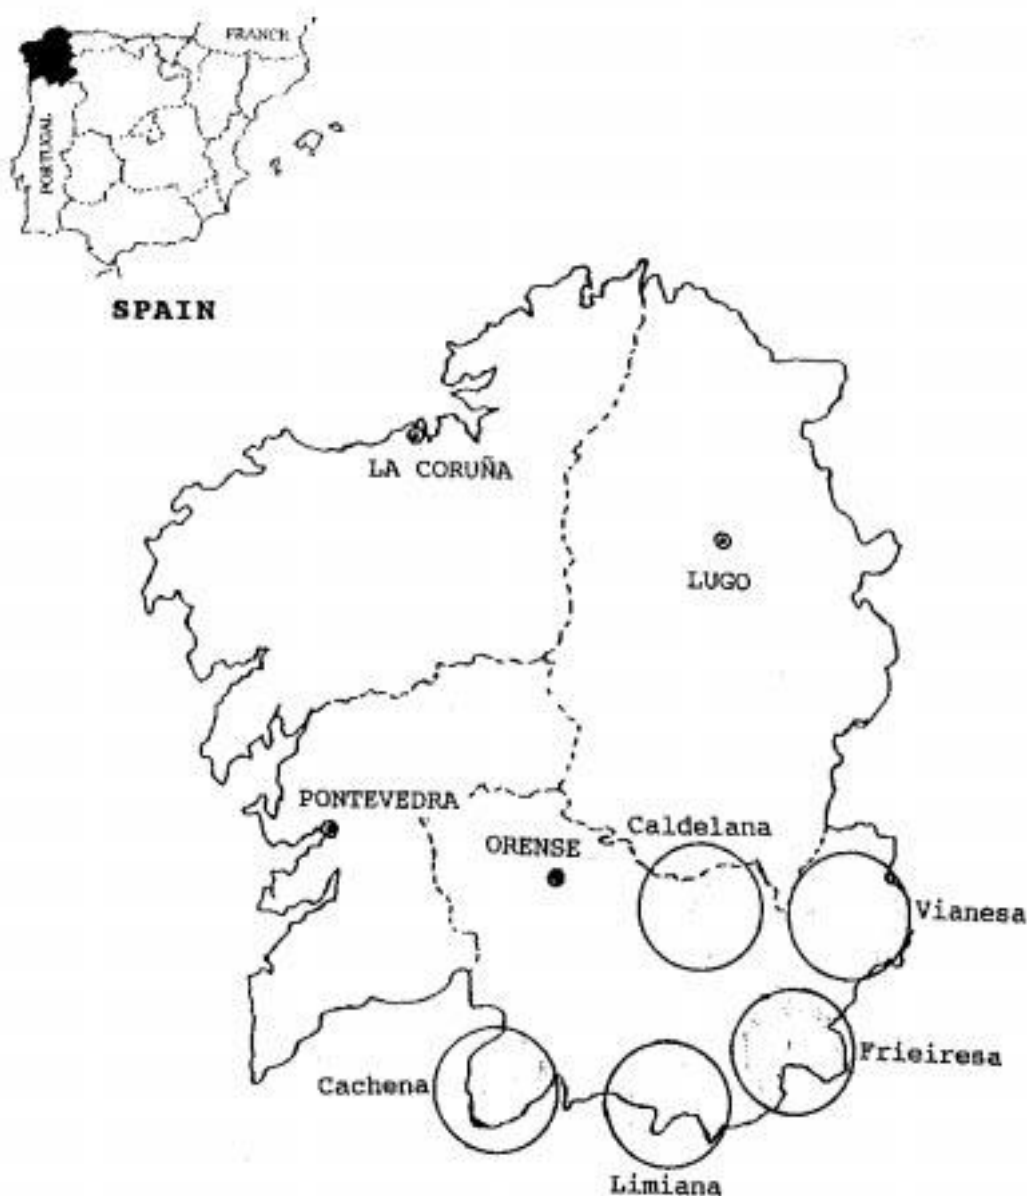 FRANCE
PORTUGAL
SPAIN
LA CORUÑA
LUGO
PONTEVEDRA
Caldelana
ORENSE
Vianesa
Frieiresa
Cachena
Limiana